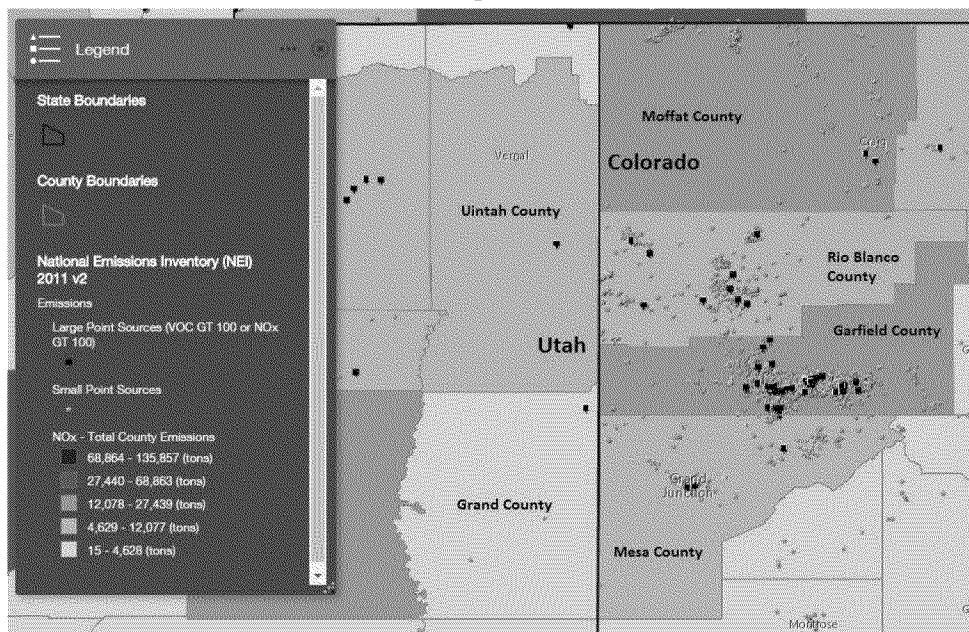 Legend
State Boundaries
County Boundaries
National Emissions Inventory (NEI)
2011 v2
Emissions
Large Point Sources (VOC GT 100 or NOx
GT 100)
Small Point Sources
NOx - Total County Emissions
68,864 - 135,857 (tons)
27,440 - 68,863 (tons)
12,078 - 27,439 (tons)
4,629 - 12,077 (tons)
15 - 4,628 (tons)
Moffat County
Craig
Vernal
Colorado
Uintah County
Rio Blanco
County
Garfield County
Utah
Grand
Junction
Grand County
Mesa County
Montrose